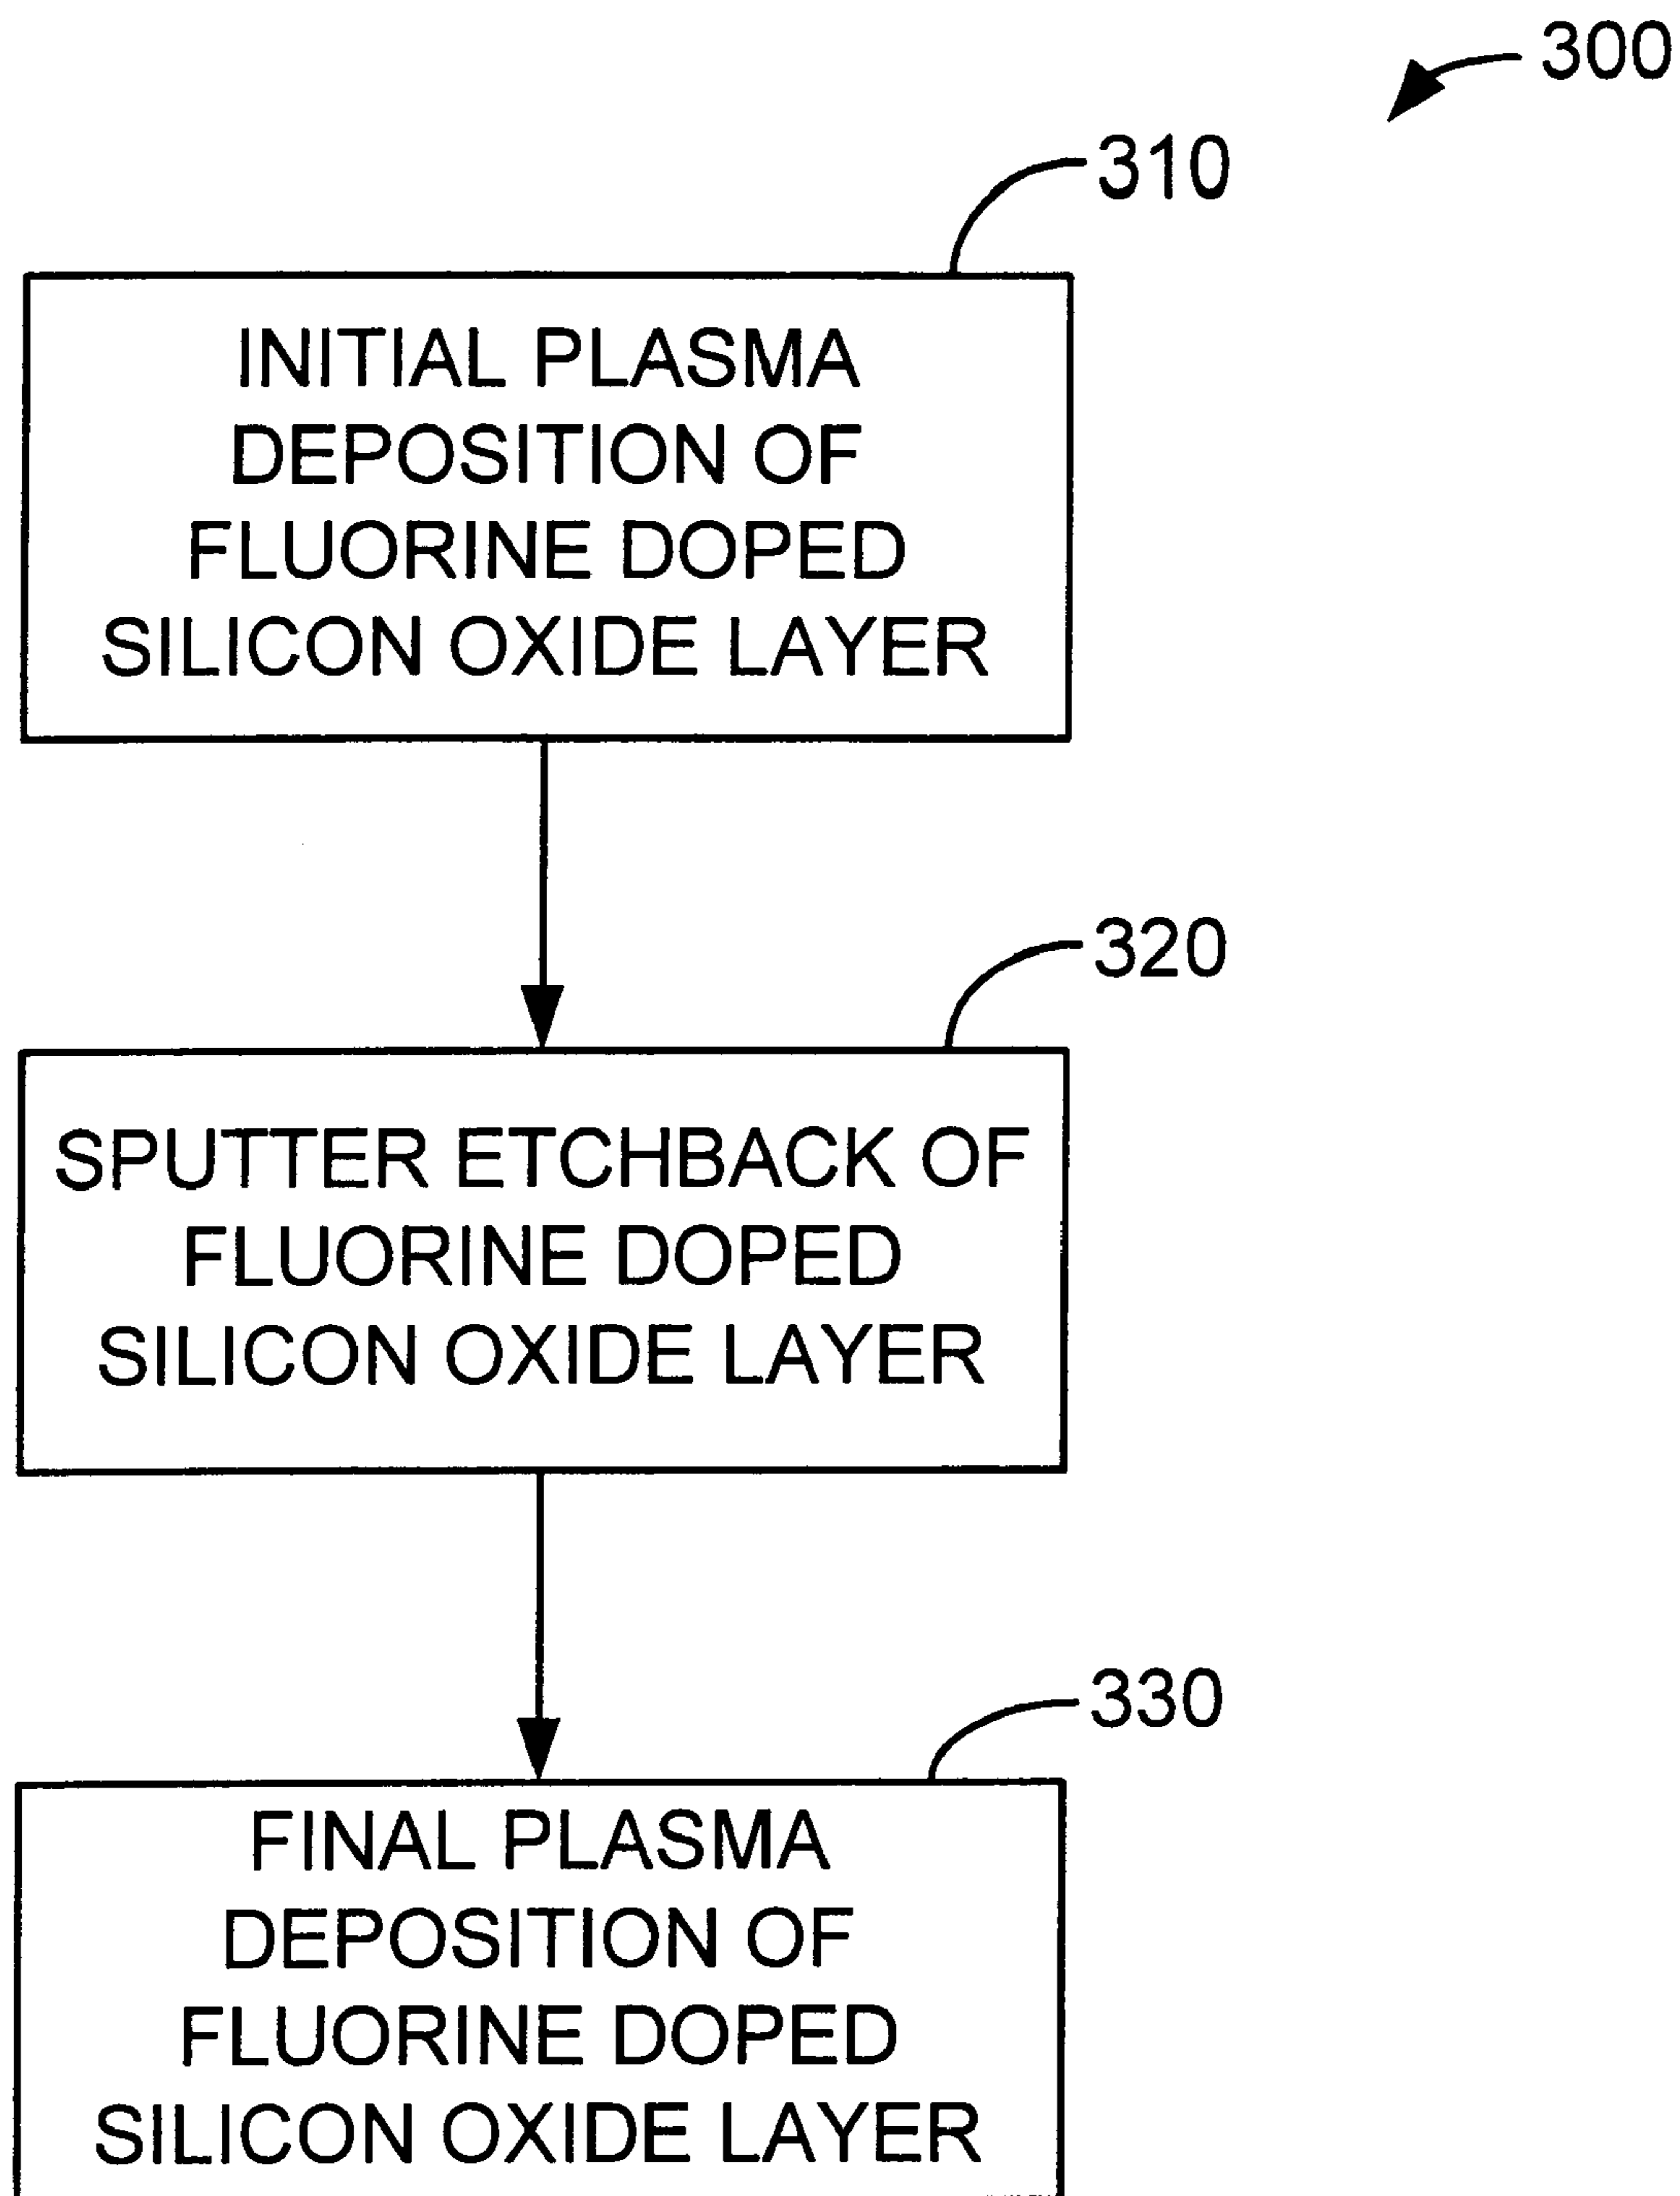 300
310
INITIAL PLASMA
DEPOSITION OF
FLUORINE DOPED
SILICON OXIDE LAYER
320
SPUTTER ETCHBACK OF
FLUORINE DOPED
SILICON OXIDE LAYER
330
FINAL PLASMA
DEPOSITION OF
FLUORINE DOPED
SILICON OXIDE LAYER